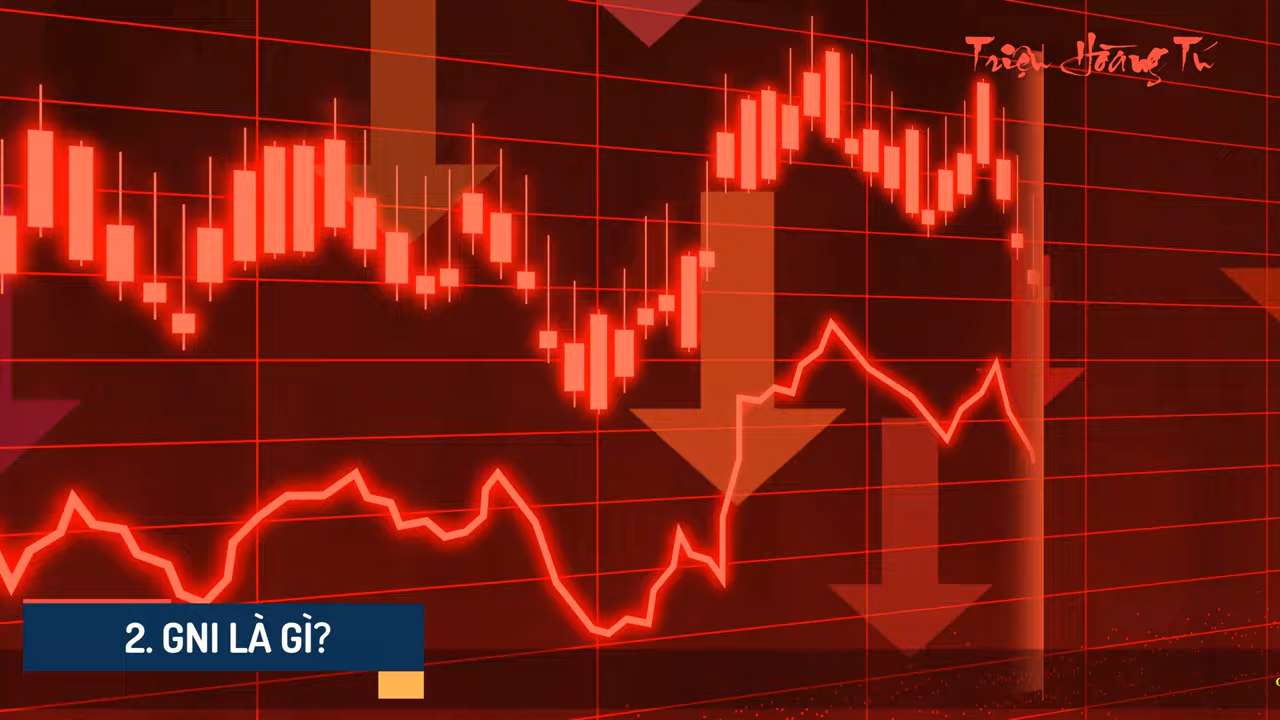 Triệu Hoàng Tú
2. GNI LÀ GÌ?